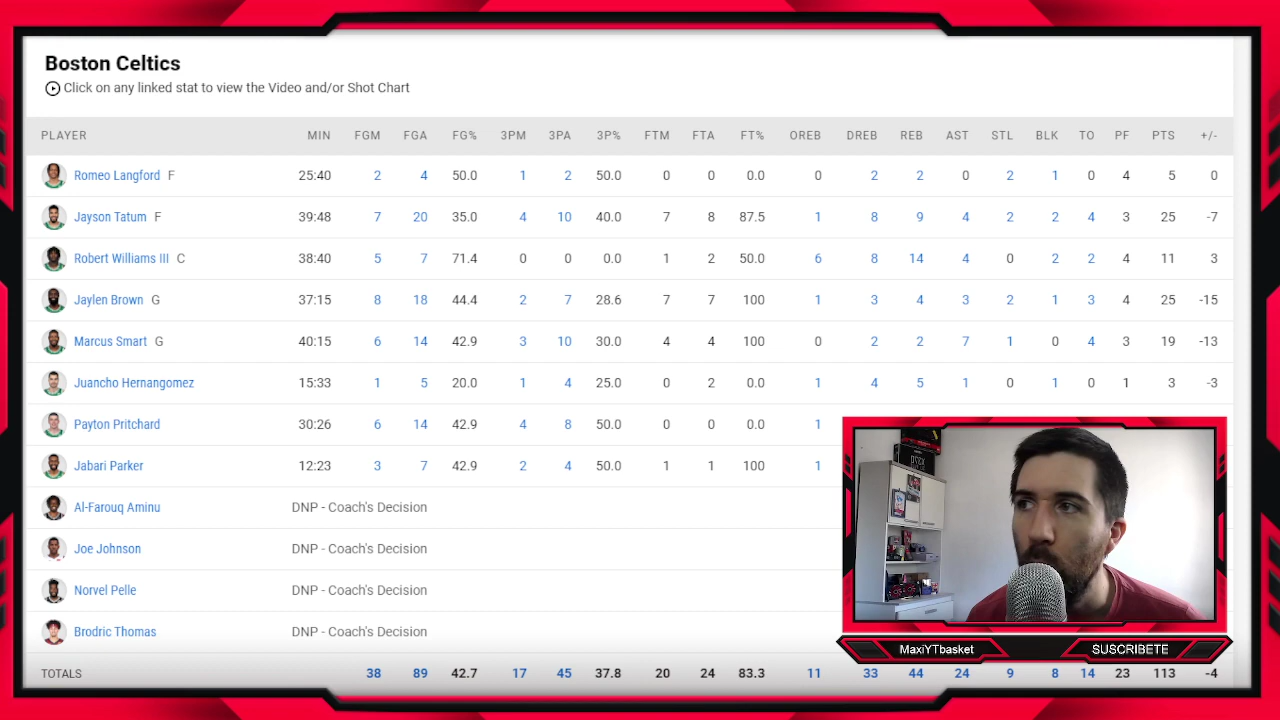 Boston Celtics
Click on any linked stat to view the Video and/or Shot Chart
PLAYER MIN FGM FGA FG% 3PM 3PA 3P% FTM FTA FT% OREB DREB REB AST STL BLK TO PF PTS +/-
Romeo Langford F 25:40 2 4 50.0 1 2 50.0 0 0 0.0 0 2 2 0 2 1 0 4 5 0
Jayson Tatum F 39:48 7 20 35.0 4 10 40.0 7 8 87.5 1 8 9 4 2 2 4 3 25 -7
Robert Williams III C 38:40 5 7 71.4 0 0 0.0 1 2 50.0 6 8 14 4 0 2 2 4 11 3
Jaylen Brown G 37:15 8 18 44.4 2 7 28.6 7 7 100 1 3 4 3 2 1 3 4 25 -15
Marcus Smart G 40:15 6 14 42.9 3 10 30.0 4 4 100 0 2 2 7 1 0 4 3 19 -13
Juancho Hernangomez 15:33 1 5 20.0 1 4 25.0 0 2 0.0 1 4 5 1 0 1 0 1 3 -3
Payton Pritchard 30:26 6 14 42.9 4 8 50.0 0 0 0.0 1
Jabari Parker 12:23 3 7 42.9 2 4 50.0 1 1 100 1
Al-Farouq Aminu DNP - Coach's Decision
Joe Johnson DNP - Coach's Decision
Norvel Pelle DNP - Coach's Decision
Brodric Thomas DNP - Coach's Decision
MaxiYTbasket SUSCRIBETE
TOTALS 38 89 42.7 17 45 37.8 20 24 83.3 11 33 44 24 9 8 14 23 113 -4